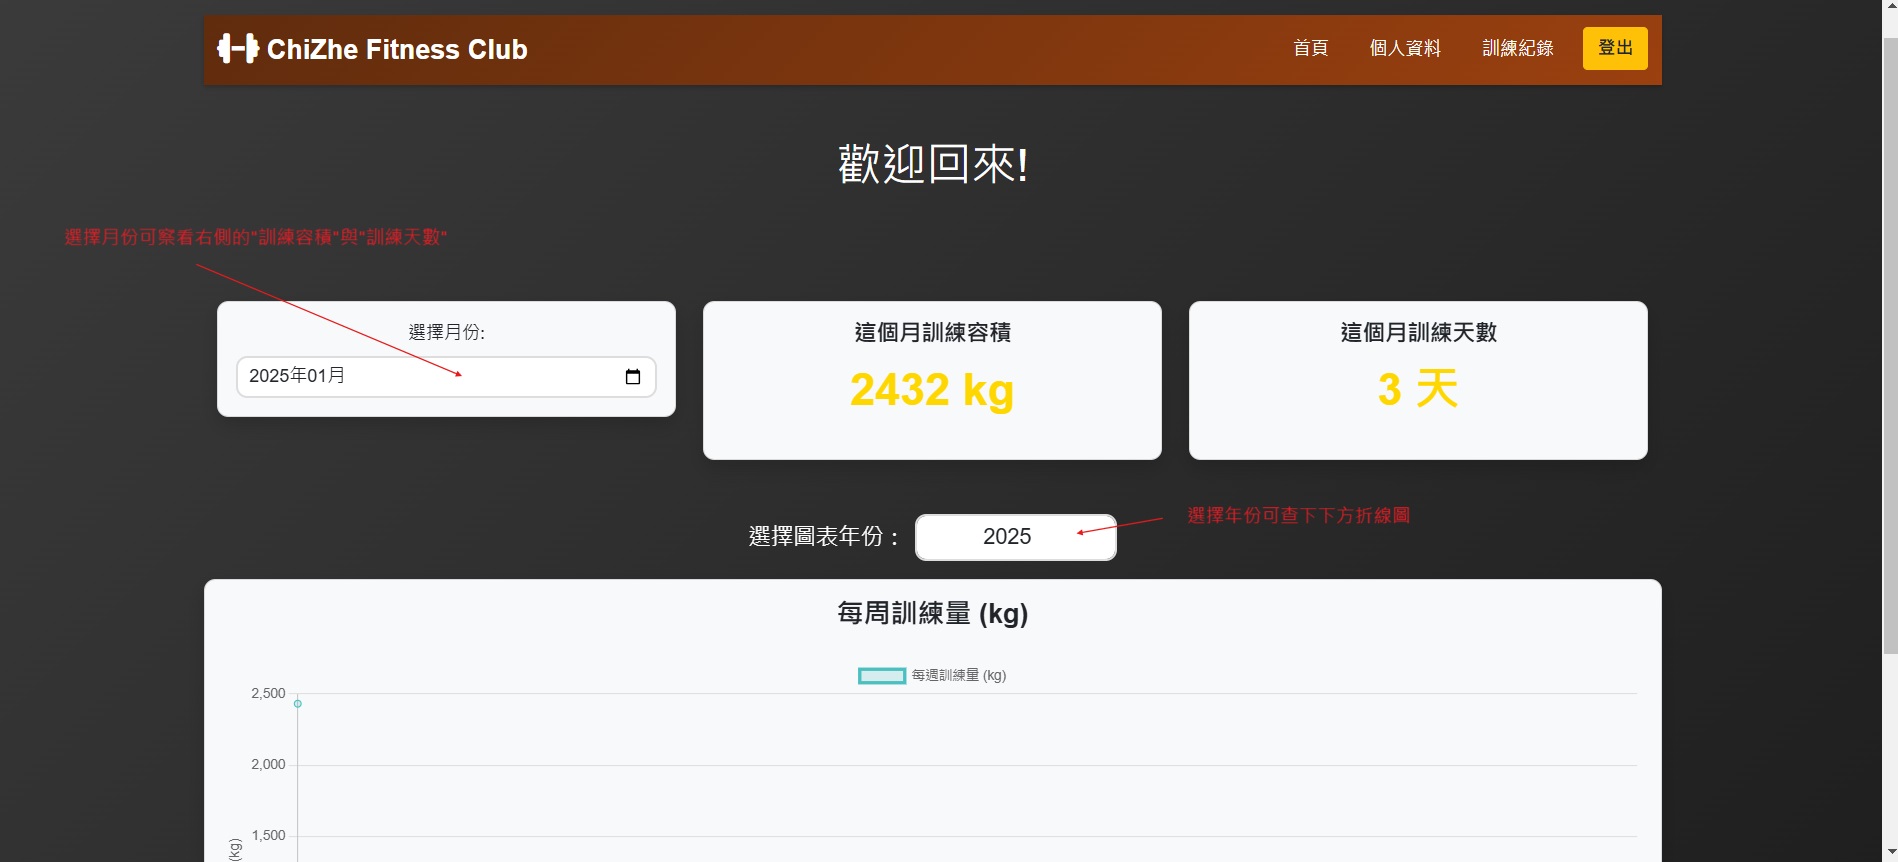 ChiZhe Fitness Club
首頁
個人資料
訓練紀錄
登出
歡迎回來!
選擇月份可察看右側的"訓練容積"與"訓練天數"
選擇月份:
2025年01月
這個月訓練容積
2432 kg
這個月訓練天數
3 天
選擇圖表年份：
2025
選擇年份可查下下方折線圖
每周訓練量 (kg)
每週訓練量 (kg)
2,500
2,000
1,500
(kg)